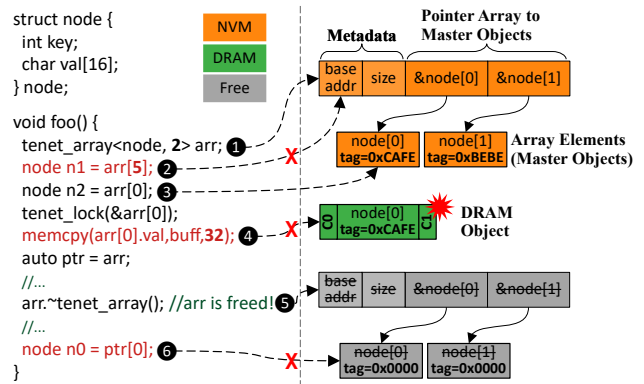 struct node {
int key;
char val[16];
} node;
void foo() {
tenet_array<node, 2> arr; 1
node n1 = arr[5]; 2
node n2 = arr[0]; 3
tenet_lock(&arr[0]);
memcpy(arr[0].val,buff,32); 4
auto ptr = arr;
//...
arr.~tenet_array(); //arr is freed! 5
//...
node n0 = ptr[0]; 6
}
NVM
DRAM
Free
X
X
X
Metadata
Pointer Array to
Master Objects
base
addr
size
&node[0]
&node[1]
node[0]
tag=0xCAFE
node[1]
tag=0xBEBE
Array Elements
(Master Objects)
C0
node[0]
tag=0xCAFE
C1
DRAM
Object
base
addr
size
&node[0]
&node[1]
node[0]
tag=0x0000
node[1]
tag=0x0000